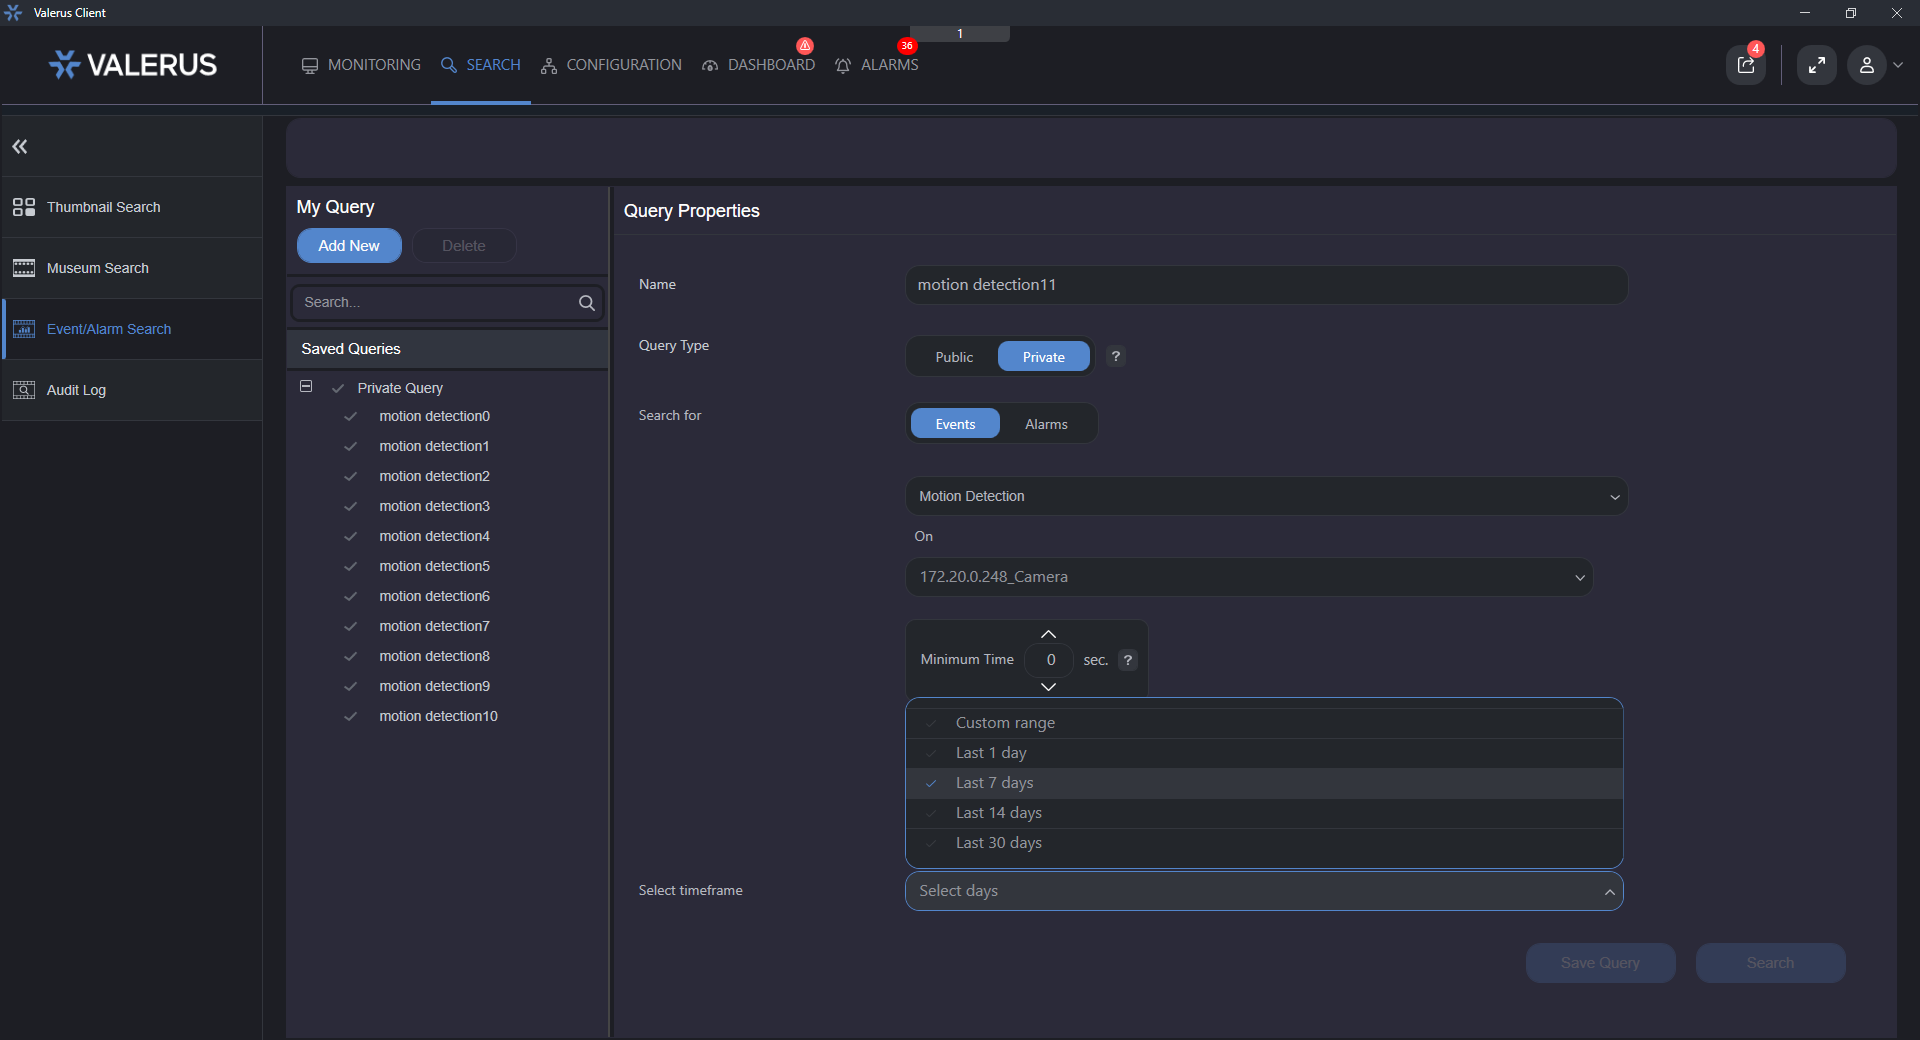 Valerus Client
VALERUS
MONITORING
SEARCH
CONFIGURATION
DASHBOARD
36
ALARMS
1
4
Thumbnail Search
Museum Search
Event/Alarm Search
Audit Log
My Query
Add New
Delete
Search...
Saved Queries
Private Query
motion detection0
motion detection1
motion detection2
motion detection3
motion detection4
motion detection5
motion detection6
motion detection7
motion detection8
motion detection9
motion detection10
Query Properties
Name
motion detection11
Query Type
Public
Private
?
Search for
Events
Alarms
Motion Detection
On
172.20.0.248_Camera
Minimum Time
0
sec.
?
Custom range
Last 1 day
Last 7 days
Last 14 days
Last 30 days
Select timeframe
Select days
Save Query
Search